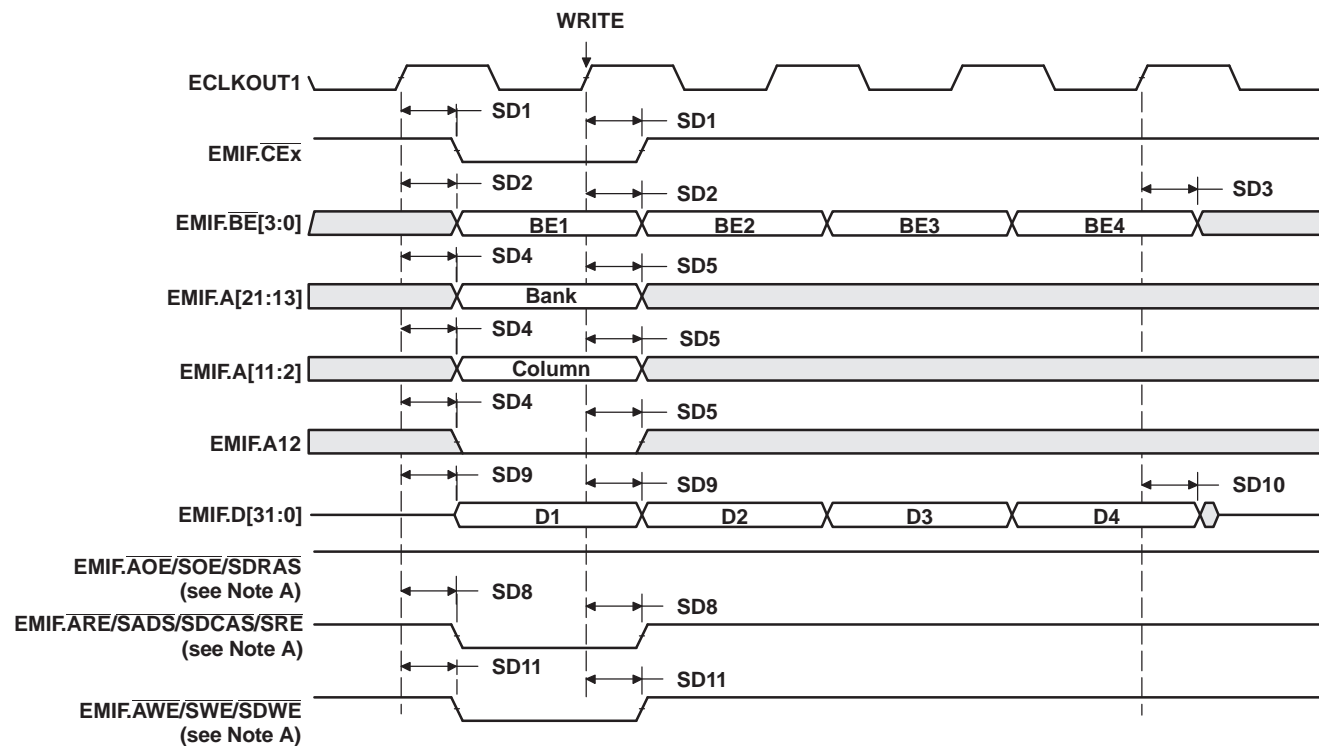 WRITE
ECLKOUT1
SD1
SD1
EMIF.CEx
SD2
SD2
SD3
EMIF.BE[3:0]
BE1
BE2
BE3
BE4
SD4
SD5
EMIF.A[21:13]
Bank
SD4
SD5
EMIF.A[11:2]
Column
SD4
SD5
EMIF.A12
SD9
SD9
SD10
EMIF.D[31:0]
D1
D2
D3
D4
EMIF.AOE/SOE/SDRAS
(see Note A)
SD8
SD8
EMIF.ARE/SADS/SDCAS/SRE
(see Note A)
SD11
SD11
EMIF.AWE/SWE/SDWE
(see Note A)